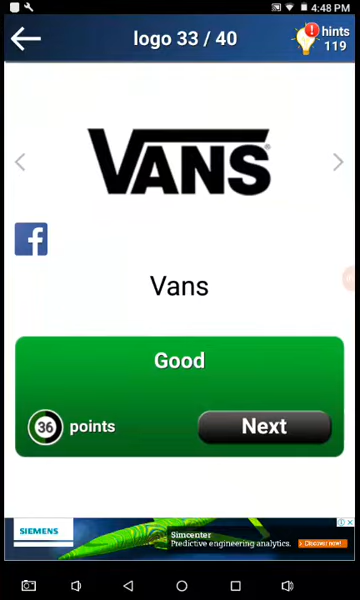 4:48 PM
logo 33 / 40
hints
119
VANS
Vans
Good
36 points
Next
SIEMENS
Simcenter
Predictive engineering analytics.
Discover now